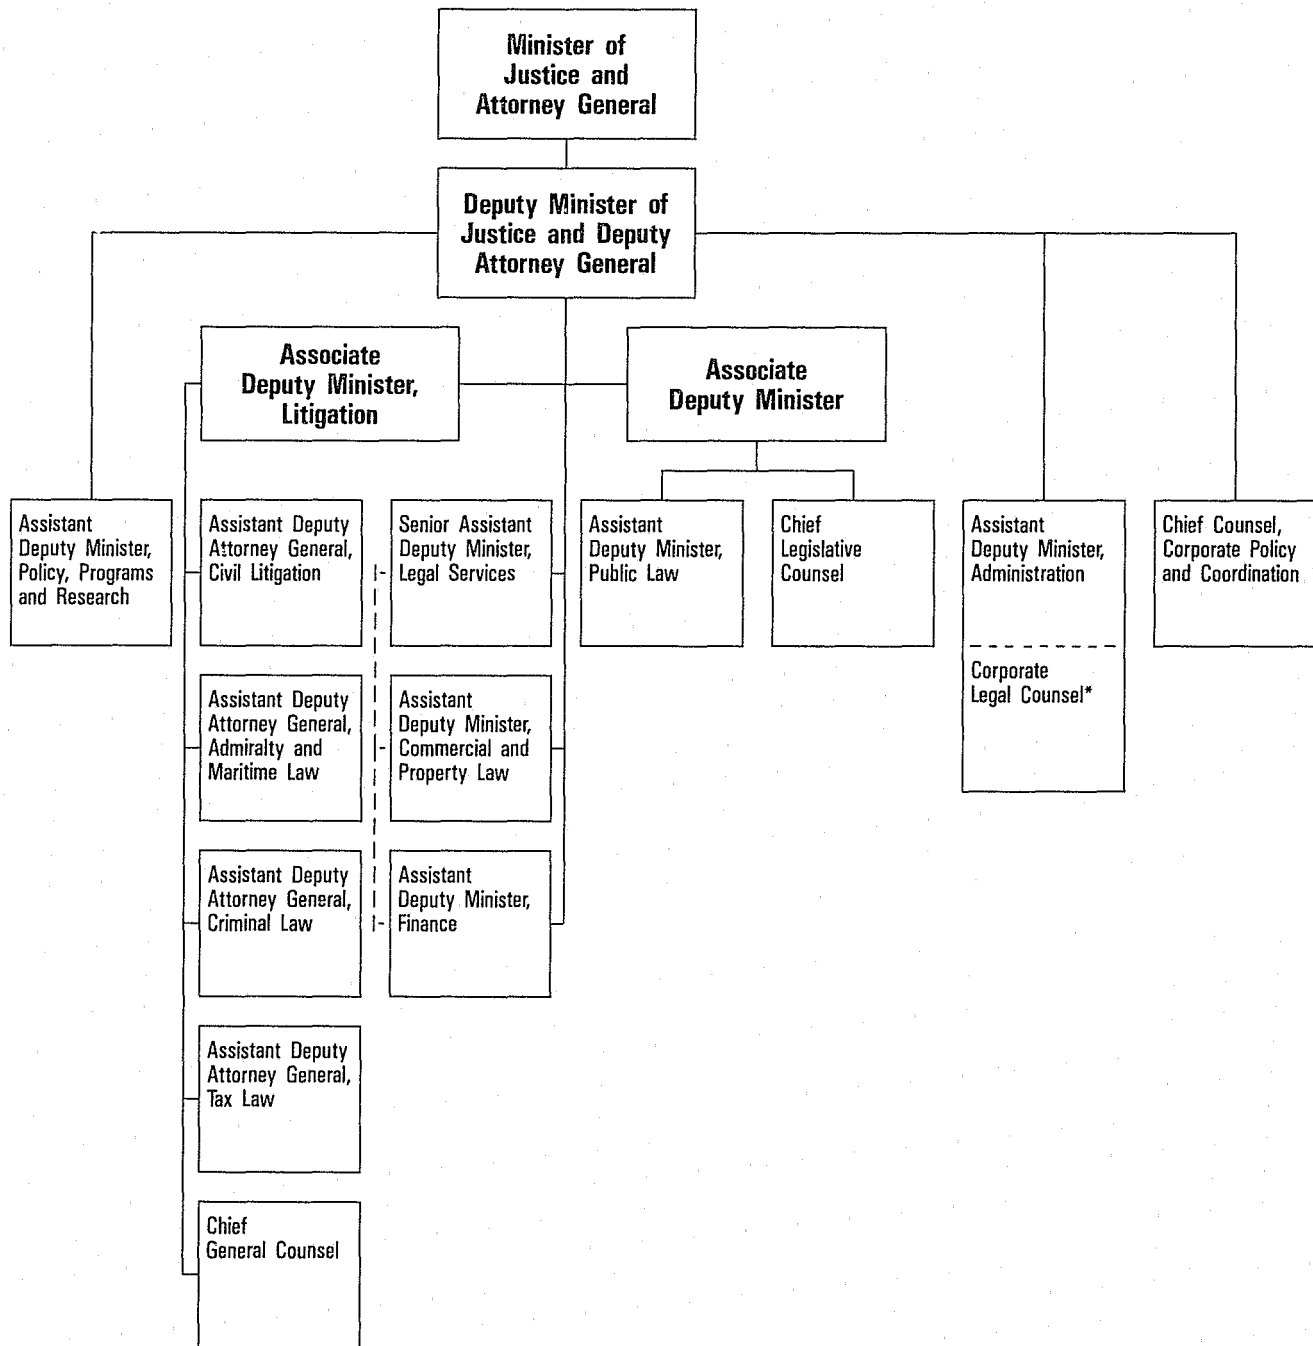 Minister of
Justice and
Attorney General
Deputy Minister of
Justice and Deputy
Attorney General
Associate
Deputy Minister,
Litigation
Associate
Deputy Minister
Assistant
Deputy Minister,
Policy, Programs
and Research
Assistant Deputy
Attorney General,
Civil Litigation
Senior Assistant
Deputy Minister,
Legal Services
Assistant
Deputy Minister,
Public Law
Chief
Legislative
Counsel
Assistant
Deputy Minister,
Administration
Corporate
Legal Counsel*
Chief Counsel,
Corporate Policy
and Coordination
Assistant Deputy
Attorney General,
Admiralty and
Maritime Law
Assistant
Deputy Minister,
Commercial and
Property Law
Assistant Deputy
Attorney General,
Criminal Law
Assistant
Deputy Minister,
Finance
Assistant Deputy
Attorney General,
Tax Law
Chief
General Counsel